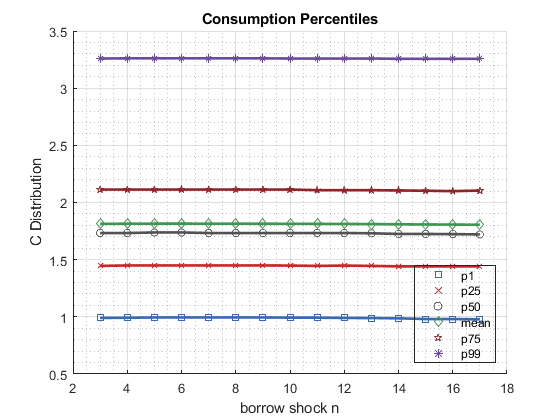 Consumption Percentiles
3.5
3
2.5
2
1.5
1
0.5
C Distribution
p1
p25
p50
mean
p75
p99
2 4 6 8 10 12 14 16 18
borrow shock n